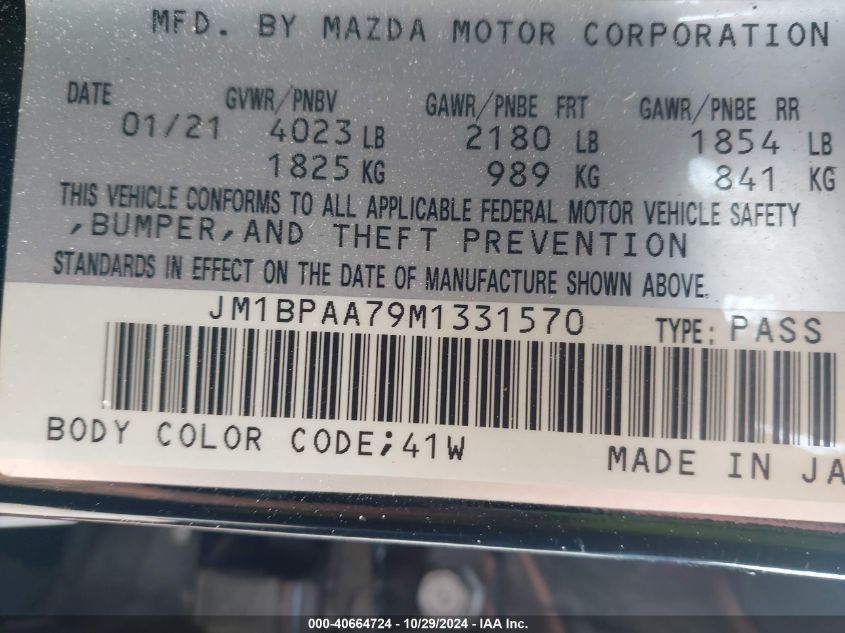 MFD. BY MAZDA MOTOR CORPORATION
DATE GVWR/PNBV GAWR/PNBE FRT GAWR/PNBE RR
01/21 4023 LB 2180 LB 1854 LB
1825 KG 989 KG 841 KG
THIS VEHICLE CONFORMS TO ALL APPLICABLE FEDERAL MOTOR VEHICLE SAFETY
,BUMPER,AND THEFT PREVENTION
STANDARDS IN EFFECT ON THE DATE OF MANUFACTURE SHOWN ABOVE.
JM1BPAA79M1331570 TYPE: PASS
BODY COLOR CODE;41W
MADE IN JA
000-40664724 - 10/29/2024 - IAA Inc.